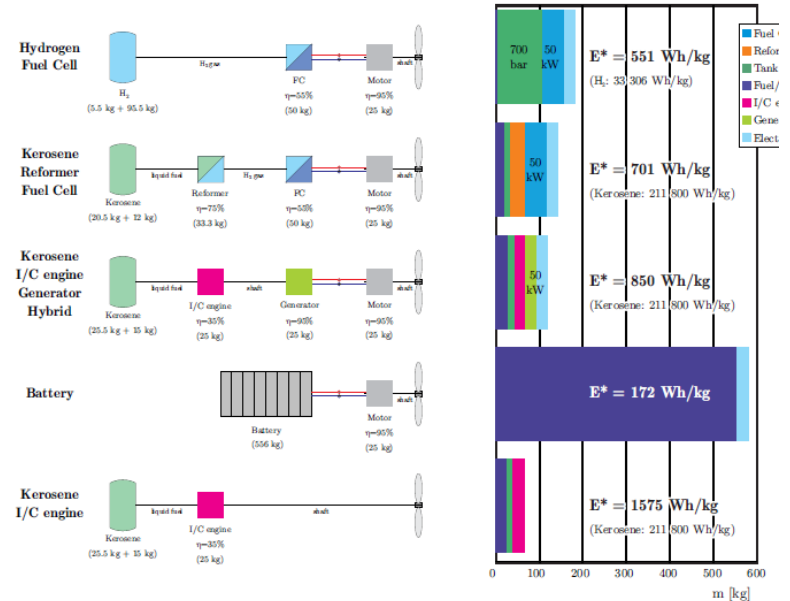 Hydrogen
Fuel Cell
H₂
(5.5 kg + 95.5 kg)
H₂ gas
FC
η=55%
(50 kg)
Motor
η=95%
(25 kg)
shaft
Kerosene
Reformer
Fuel Cell
Kerosene
(20.5 kg + 12 kg)
liquid fuel
Reformer
η=75%
(33.3 kg)
H₂ gas
FC
η=55%
(50 kg)
Motor
η=95%
(25 kg)
shaft
Kerosene
I/C engine
Generator
Hybrid
Kerosene
(25.5 kg + 15 kg)
liquid fuel
I/C engine
η=35%
(25 kg)
shaft
Generator
η=95%
(25 kg)
Motor
η=95%
(25 kg)
shaft
Battery
Battery
(556 kg)
Motor
η=95%
(25 kg)
shaft
Kerosene
I/C engine
Kerosene
(25.5 kg + 15 kg)
liquid fuel
I/C engine
η=35%
(25 kg)
shaft
700
bar
50
kW
E* = 551 Wh/kg
(H₂: 33 306 Wh/kg)
50
kW
E* = 701 Wh/kg
(Kerosene: 211 800 Wh/kg)
50
kW
E* = 850 Wh/kg
(Kerosene: 211 800 Wh/kg)
E* = 172 Wh/kg
E* = 1575 Wh/kg
(Kerosene: 211 800 Wh/kg)
Fuel
Refor
Tank
Fuel/
I/C e
Gene
Elect
0 100 200 300 400 500 600
m [kg]